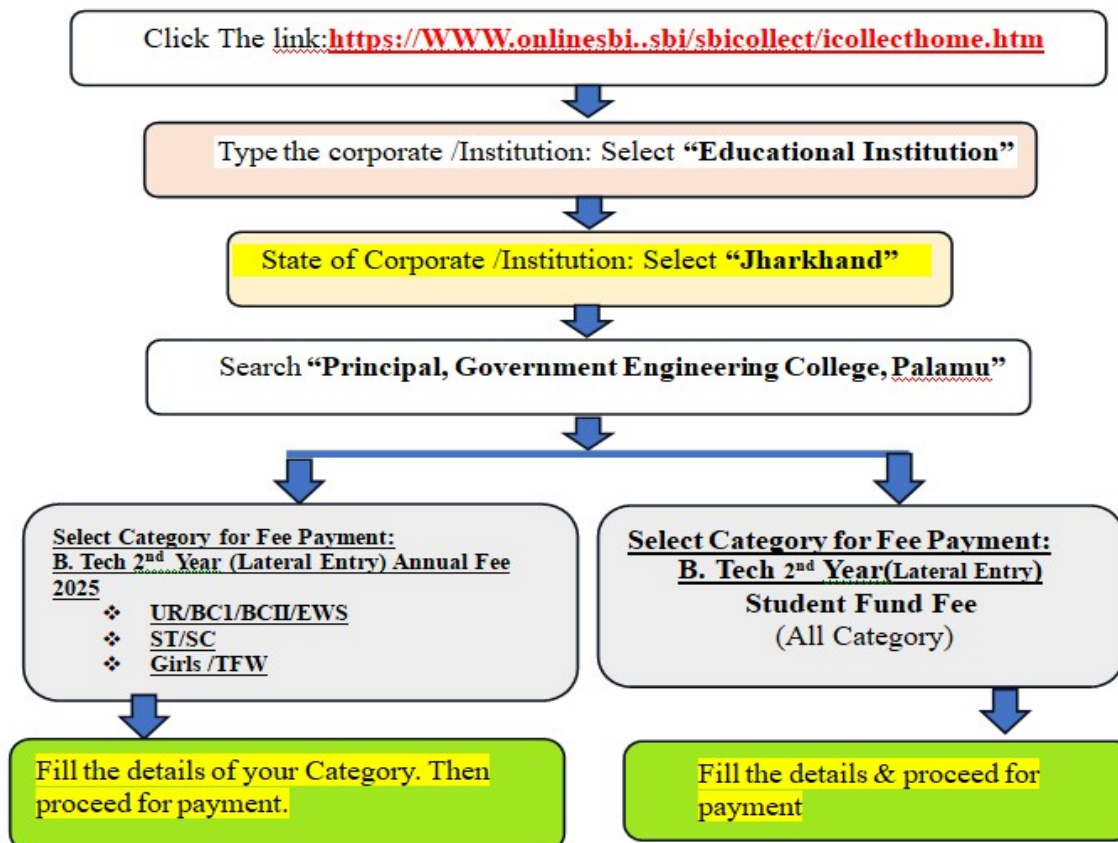 Click The link:https://WWW.onlinesbi..sbi/sbicollect/icollecthome.htm
Type the corporate /Institution: Select “Educational Institution”
State of Corporate /Institution: Select “Jharkhand”
Search “Principal, Government Engineering College, Palamu”
Select Category for Fee Payment:
B. Tech 2nd Year (Lateral Entry) Annual Fee
2025
❖ UR/BC1/BCII/EWS
❖ ST/SC
❖ Girls /TFW
Select Category for Fee Payment:
B. Tech 2nd Year(Lateral Entry)
Student Fund Fee
(All Category)
Fill the details of your Category. Then
proceed for payment.
Fill the details & proceed for
payment